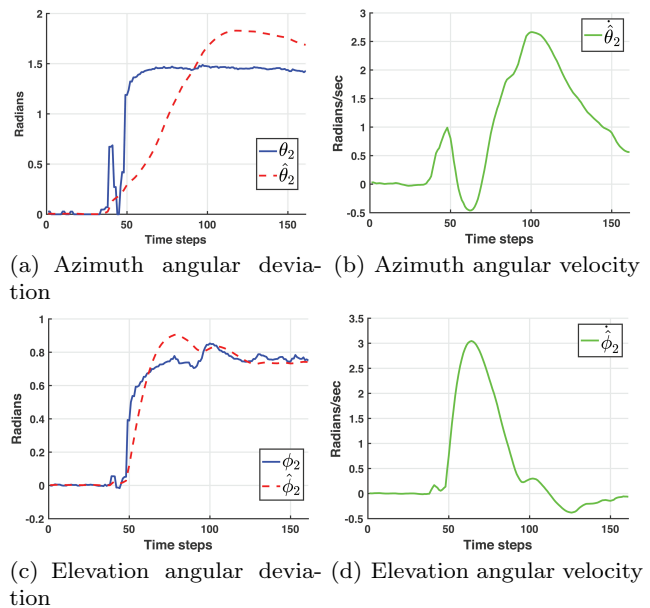 2
1.5
1
0.5
0
Radians
0 50 100 150
Time steps
θ₂
θ̂₂
3
2.5
2
1.5
1
0.5
0
-0.5
Radians/sec
0 50 100 150
Time steps
θ̂̇₂
(a) Azimuth angular devia-
tion
(b) Azimuth angular velocity
1
0.8
0.6
0.4
0.2
0
-0.2
Radians
0 50 100 150
Time steps
ϕ₂
ϕ̂₂
3.5
3
2.5
2
1.5
1
0.5
0
-0.5
Radians/sec
0 50 100 150
Time steps
ϕ̂̇₂
(c) Elevation angular devia-
tion
(d) Elevation angular velocity